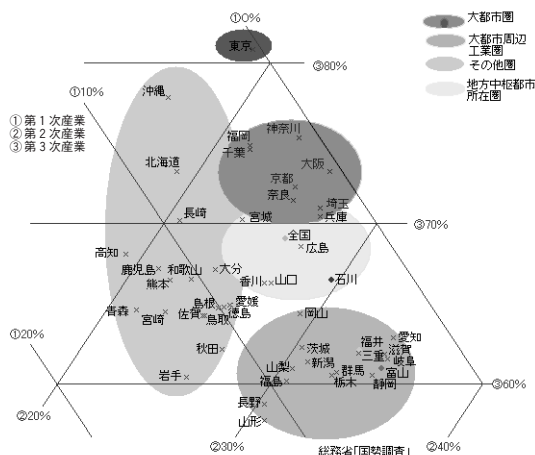 ①0%
東京
③80%
大都市圏
大都市周辺
工業圏
その他圏
地方中枢都市
所在圏
①10%
沖縄
①第1次産業
②第2次産業
③第3次産業
福岡
千葉
神奈川
北海道
大阪
京都
奈良
埼玉
兵庫
長崎
宮城
③70%
全国
広島
高知
鹿児島
和歌山
大分
熊本
香川
山口
石川
青森
宮崎
島根
愛媛
佐賀
鳥取
徳島
岡山
①20%
秋田
茨城
新潟
福井
愛知
三重
滋賀
岐阜
岩手
山梨
福島
群馬
栃木
富山
静岡
③60%
長野
山形
②20%
②30%
②40%
総務省「国勢調査」